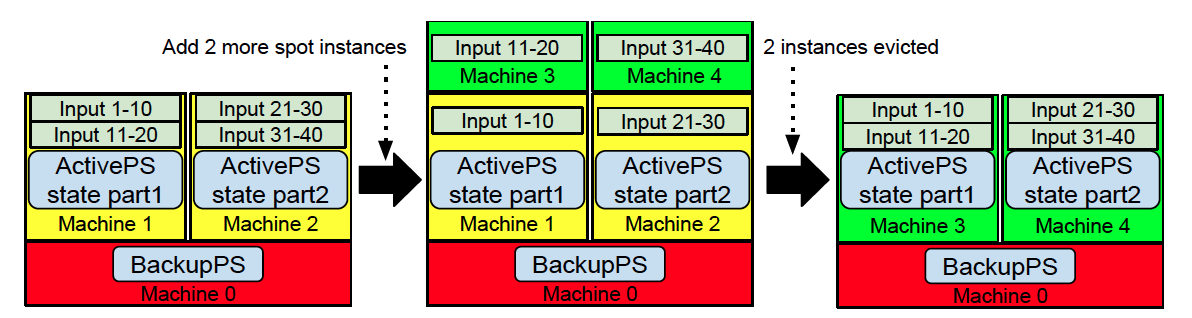 Add 2 more spot instances
2 instances evicted
Input 1-10
Input 21-30
Input 11-20
Input 31-40
ActivePS
state part1
ActivePS
state part2
Machine 1
Machine 2
BackupPS
Machine 0
Input 11-20
Input 31-40
Machine 3
Machine 4
Input 1-10
Input 21-30
ActivePS
state part1
ActivePS
state part2
Machine 1
Machine 2
BackupPS
Machine 0
Input 1-10
Input 21-30
Input 11-20
Input 31-40
ActivePS
state part1
ActivePS
state part2
Machine 3
Machine 4
BackupPS
Machine 0